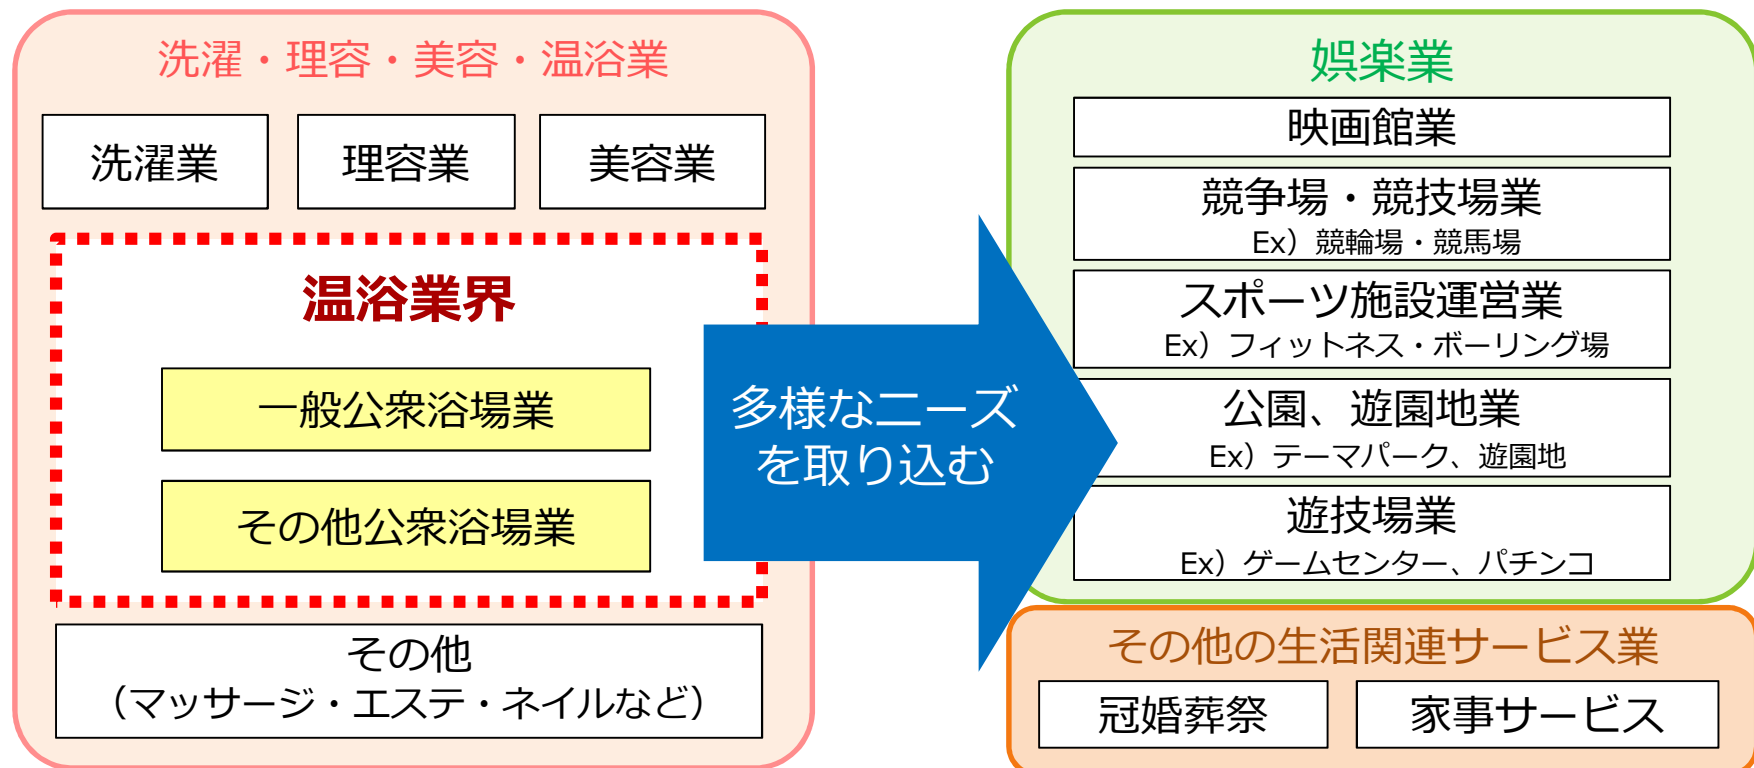 洗濯・理容・美容・温浴業
洗濯業
理容業
美容業
温浴業界
一般公衆浴場業
その他公衆浴場業
その他
（マッサージ・エステ・ネイルなど）
多様なニーズ
を取り込む
娯楽業
映画館業
競争場・競技場業
Ex）競輪場・競馬場
スポーツ施設運営業
Ex）フィットネス・ボーリング場
公園、遊園地業
Ex）テーマパーク、遊園地
遊技場業
Ex）ゲームセンター、パチンコ
その他の生活関連サービス業
冠婚葬祭
家事サービス